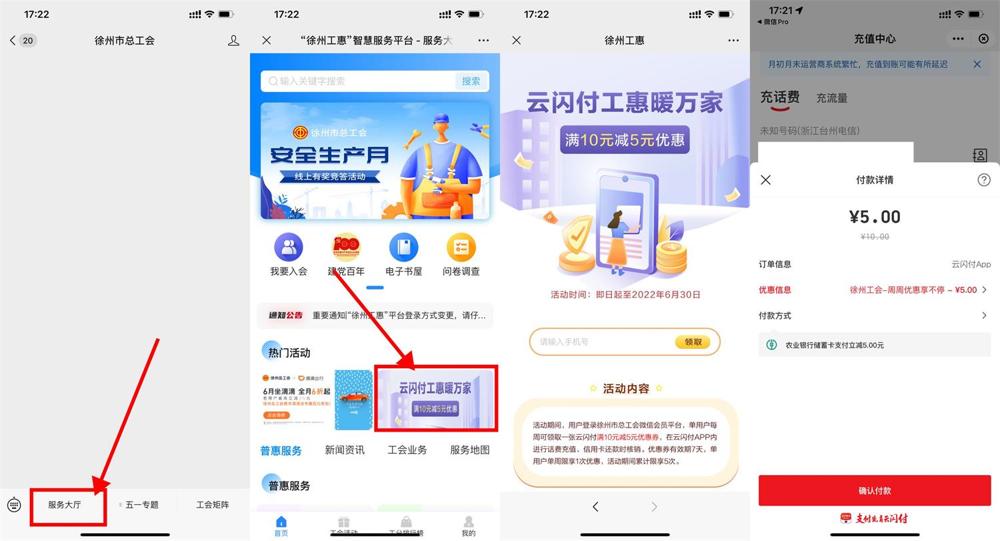 17:22
20
徐州市总工会
服务大厅
五一专题
工会矩阵
17:22
“徐州工惠”智慧服务平台 - 服务大
输入关键字搜索
搜索
徐州市总工会
安全生产月
线上有奖竞答活动
我要入会
建党百年
电子书屋
问卷调查
通知公告
重要通知|“徐州工惠”平台登录方式变更，请仔...
热门活动
徐州总工会
滴滴出行
6月坐滴滴 全月6折起
云闪付工惠暖万家
满10元减5元优惠
普惠服务
新闻资讯
工会业务
服务地图
普惠服务
首页
工会活动
工台排行榜
我的
17:22
徐州工惠
云闪付工惠暖万家
满10元减5元优惠
活动时间：即日起至2022年6月30日
请输入手机号
领取
活动内容
活动期间，用户登录徐州市总工会微信会员平台，单用户每
周可领取一张云闪付满10元减5元优惠券，在云闪付APP内
进行话费充值、信用卡还款时核销。优惠券有效期7天，单
用户单周限享1次优惠，活动期间累计限享5次。
17:21
微信Pro
充值中心
月初月末运营商系统繁忙，充值到账可能有所延迟
充话费
充流量
未知号码(浙江台州电信)
付款详情
¥5.00
¥10.00
订单信息
云闪付App
优惠信息
徐州工会-周周优惠享不停 - ¥5.00
付款方式
农业银行储蓄卡支付立减5.00元
确认付款
支付就用云闪付